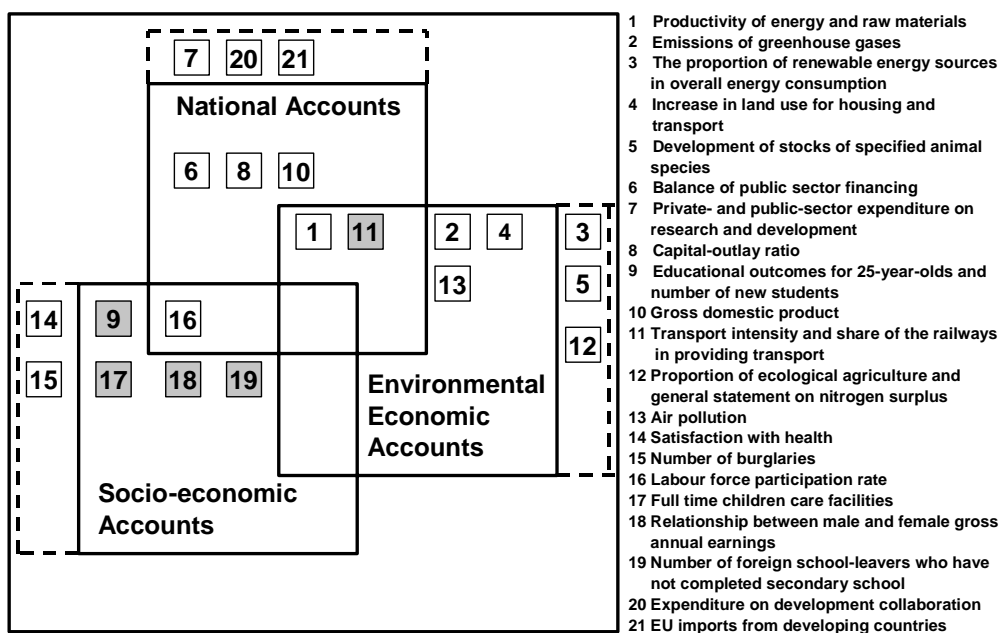 7 20 21
National Accounts
6 8 10
1 11 2 4 3
13 5
14 9 16
12
15 17 18 19
Environmental
Economic
Accounts
Socio-economic
Accounts
1 Productivity of energy and raw materials
2 Emissions of greenhouse gases
3 The proportion of renewable energy sources
in overall energy consumption
4 Increase in land use for housing and
transport
5 Development of stocks of specified animal
species
6 Balance of public sector financing
7 Private- and public-sector expenditure on
research and development
8 Capital-outlay ratio
9 Educational outcomes for 25-year-olds and
number of new students
10 Gross domestic product
11 Transport intensity and share of the railways
in providing transport
12 Proportion of ecological agriculture and
general statement on nitrogen surplus
13 Air pollution
14 Satisfaction with health
15 Number of burglaries
16 Labour force participation rate
17 Full time children care facilities
18 Relationship between male and female gross
annual earnings
19 Number of foreign school-leavers who have
not completed secondary school
20 Expenditure on development collaboration
21 EU imports from developing countries